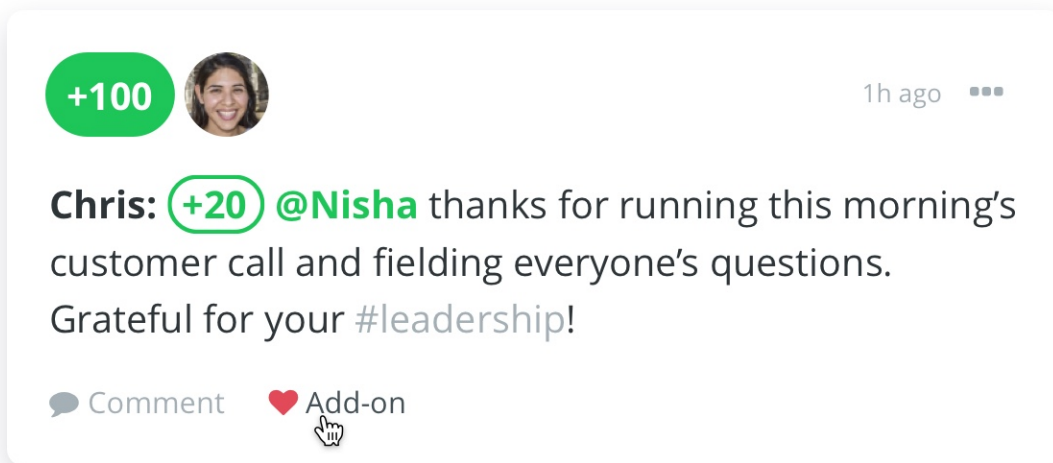 +100
1h ago
Chris: +20 @Nisha thanks for running this morning’s
customer call and fielding everyone’s questions.
Grateful for your #leadership!
Comment Add-on